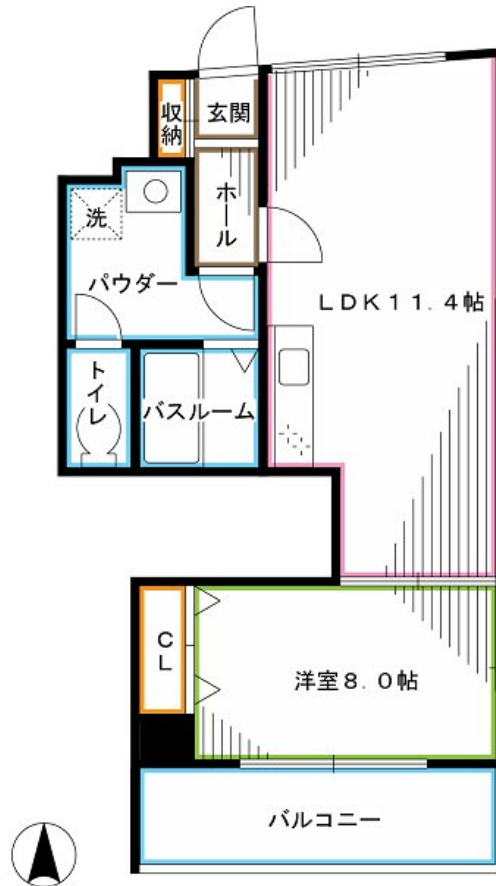 収納
玄関
ホール
洗
パウダー
LDK11.4帖
トイレ
バスルーム
CL
洋室8.0帖
バルコニー